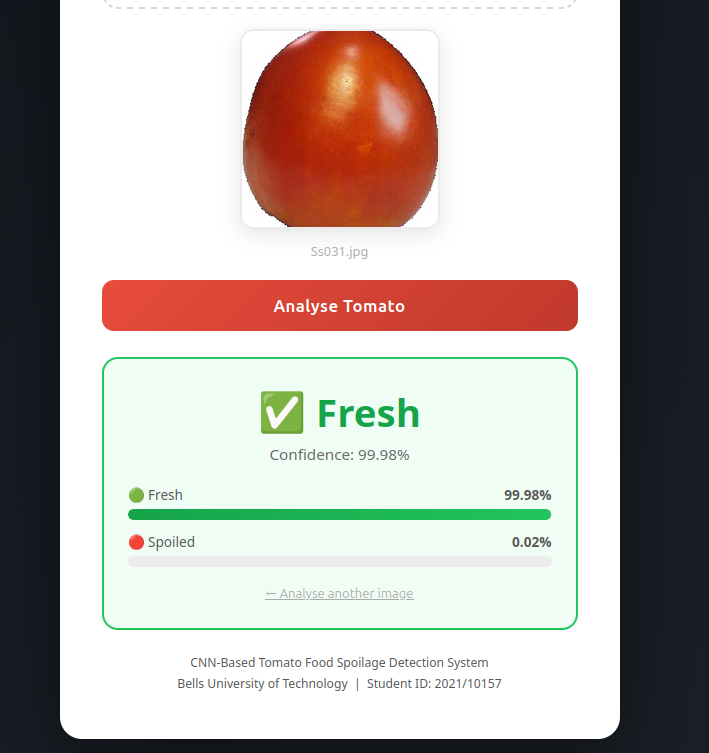 Ss031.jpg
Analyse Tomato
✅ Fresh
Confidence: 99.98%
🟢 Fresh 99.98%
🔴 Spoiled 0.02%
← Analyse another image
CNN-Based Tomato Food Spoilage Detection System
Bells University of Technology | Student ID: 2021/10157